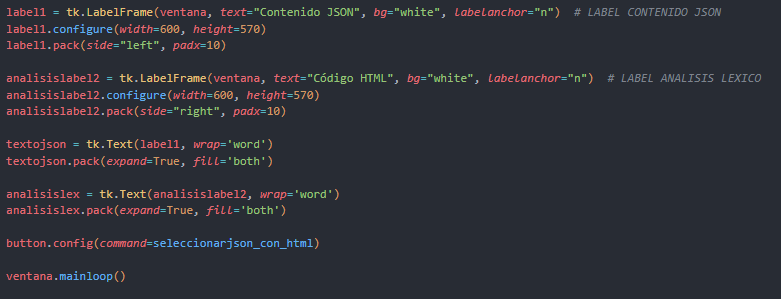 label1 = tk.LabelFrame(ventana, text="Contenido JSON", bg="white", labelanchor="n")  # LABEL CONTENIDO JSON
label1.configure(width=600, height=570)
label1.pack(side="left", padx=10)
analisislabel2 = tk.LabelFrame(ventana, text="Código HTML", bg="white", labelanchor="n")  # LABEL ANALISIS LEXICO
analisislabel2.configure(width=600, height=570)
analisislabel2.pack(side="right", padx=10)
textojson = tk.Text(label1, wrap='word')
textojson.pack(expand=True, fill='both')
analisislex = tk.Text(analisislabel2, wrap='word')
analisislex.pack(expand=True, fill='both')
button.config(command=seleccionarjson_con_html)
ventana.mainloop()